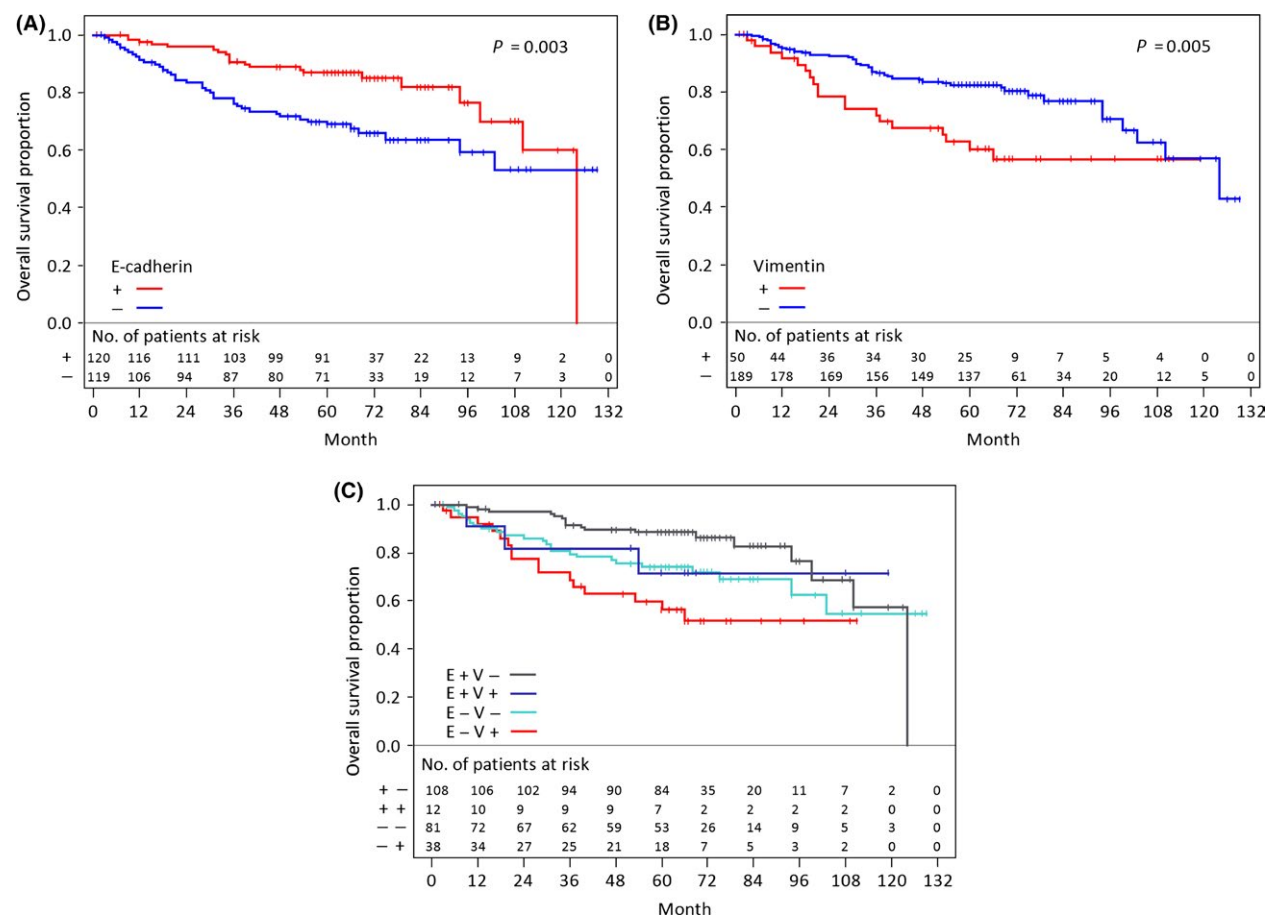 (A)
P = 0.003
Overall survival proportion
1.0
0.8
0.6
0.4
0.2
0.0
E-cadherin
+
–
No. of patients at risk
+ 120 116 111 103 99 91 37 22 13 9 2 0
– 119 106 94 87 80 71 33 19 12 7 3 0
0 12 24 36 48 60 72 84 96 108 120 132
Month
(B)
P = 0.005
Overall survival proportion
1.0
0.8
0.6
0.4
0.2
0.0
Vimentin
+
–
No. of patients at risk
+ 50 44 36 34 30 25 9 7 5 4 0 0
– 189 178 169 156 149 137 61 34 20 12 5 0
0 12 24 36 48 60 72 84 96 108 120 132
Month
(C)
Overall survival proportion
1.0
0.8
0.6
0.4
0.2
0.0
E + V –
E + V +
E – V –
E – V +
No. of patients at risk
+ – 108 106 102 94 90 84 35 20 11 7 2 0
+ + 12 10 9 9 9 7 2 2 2 2 0 0
– – 81 72 67 62 59 53 26 14 9 5 3 0
– + 38 34 27 25 21 18 7 5 3 2 0 0
0 12 24 36 48 60 72 84 96 108 120 132
Month